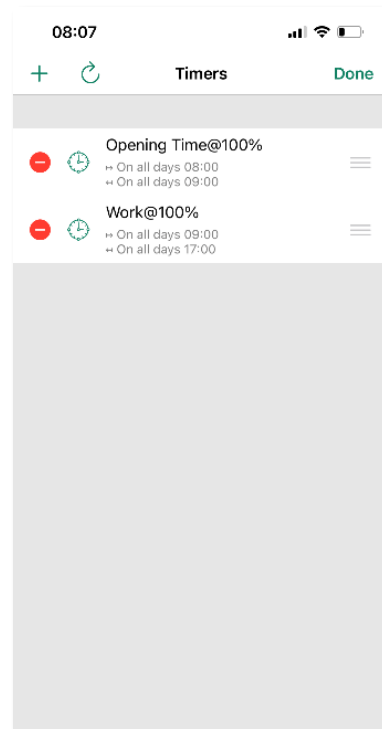 08:07
Timers
Done
Opening Time@100%
↦ On all days 08:00
↤ On all days 09:00
Work@100%
↦ On all days 09:00
↤ On all days 17:00